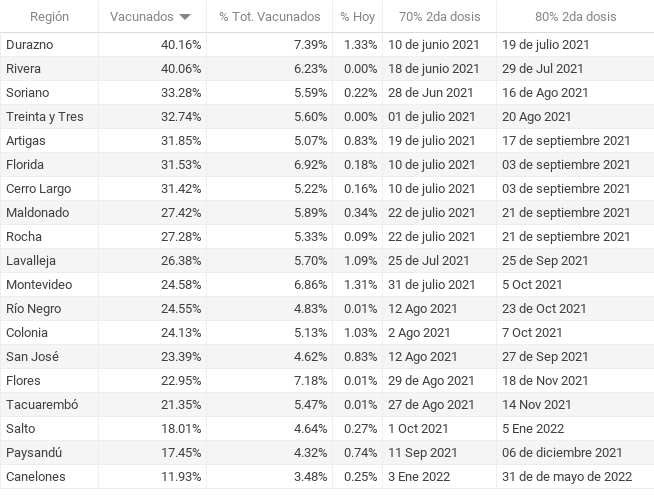 Región Vacunados % Tot. Vacunados % Hoy 70% 2da dosis 80% 2da dosis
Durazno 40.16% 7.39% 1.33% 10 de junio 2021 19 de julio 2021
Rivera 40.06% 6.23% 0.00% 18 de junio 2021 29 de Jul 2021
Soriano 33.28% 5.59% 0.22% 28 de Jun 2021 16 de Ago 2021
Treinta y Tres 32.74% 5.60% 0.00% 01 de julio 2021 20 Ago 2021
Artigas 31.85% 5.07% 0.83% 19 de julio 2021 17 de septiembre 2021
Florida 31.53% 6.92% 0.18% 10 de julio 2021 03 de septiembre 2021
Cerro Largo 31.42% 5.22% 0.16% 10 de julio 2021 03 de septiembre 2021
Maldonado 27.42% 5.89% 0.34% 22 de julio 2021 21 de septiembre 2021
Rocha 27.28% 5.33% 0.09% 22 de julio 2021 21 de septiembre 2021
Lavalleja 26.38% 5.70% 1.09% 25 de Jul 2021 25 de Sep 2021
Montevideo 24.58% 6.86% 1.31% 31 de julio 2021 5 Oct 2021
Río Negro 24.55% 4.83% 0.01% 12 Ago 2021 23 de Oct 2021
Colonia 24.13% 5.13% 1.03% 2 Ago 2021 7 Oct 2021
San José 23.39% 4.62% 0.83% 12 Ago 2021 27 de Sep 2021
Flores 22.95% 7.18% 0.01% 29 de Ago 2021 18 de Nov 2021
Tacuarembó 21.35% 5.47% 0.01% 27 de Ago 2021 14 Nov 2021
Salto 18.01% 4.64% 0.27% 1 Oct 2021 5 Ene 2022
Paysandú 17.45% 4.32% 0.74% 11 Sep 2021 06 de diciembre 2021
Canelones 11.93% 3.48% 0.25% 3 Ene 2022 31 de de mayo de 2022